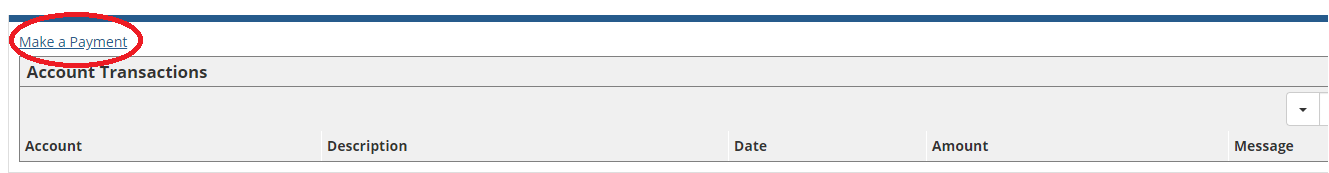 Make a Payment
Account Transactions
Account Description Date Amount Message